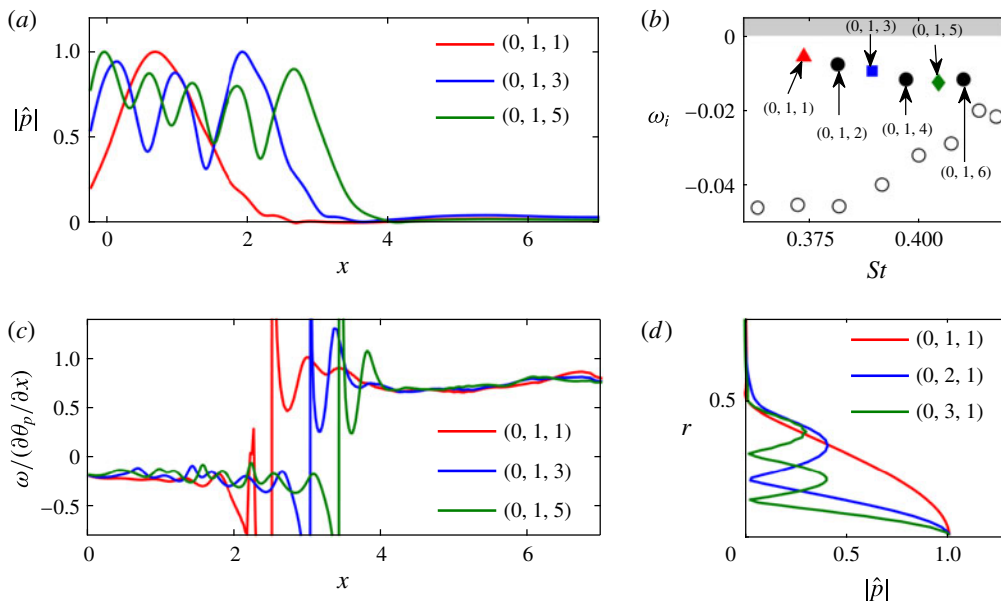 (a)
1.0
|p̂|
0.5
0
0
2
4
6
x
(0, 1, 1)
(0, 1, 3)
(0, 1, 5)
(b)
0
−0.02
−0.04
ω_i
(0, 1, 3)
(0, 1, 5)
(0, 1, 1)
(0, 1, 2)
(0, 1, 4)
(0, 1, 6)
0.375
0.400
St
(c)
1.0
0.5
0
−0.5
ω/(∂θ_p/∂x)
0
2
4
6
x
(0, 1, 1)
(0, 1, 3)
(0, 1, 5)
(d)
0.5
r
0
0
0.5
1.0
|p̂|
(0, 1, 1)
(0, 2, 1)
(0, 3, 1)